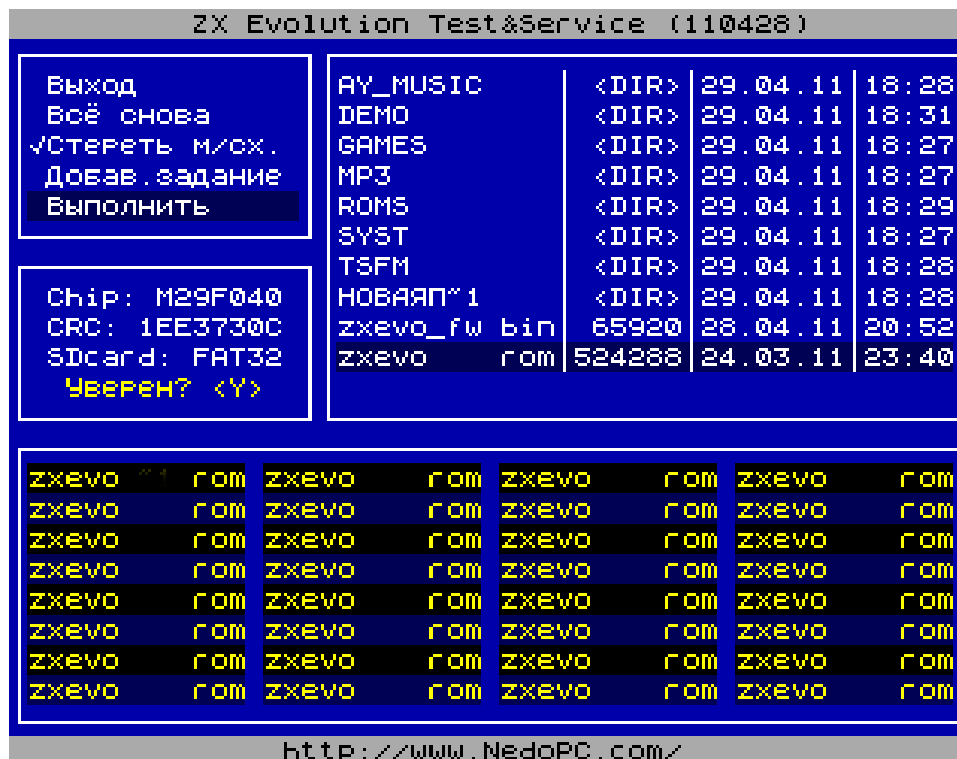 ZX Evolution Test&Service (110428)
Выход
Всё снова
√Стереть м/сх.
Добав.задание
Выполнить
Chip: M29F040
CRC: 1EE3730C
SDcard: FAT32
Уверен? <Y>
AY_MUSIC <DIR> 29.04.11 18:28
DEMO <DIR> 29.04.11 18:31
GAMES <DIR> 29.04.11 18:27
MP3 <DIR> 29.04.11 18:27
ROMS <DIR> 29.04.11 18:29
SYST <DIR> 29.04.11 18:27
TSFM <DIR> 29.04.11 18:28
НОВАЯП~1 <DIR> 29.04.11 18:28
zxevo_fw bin 65920 28.04.11 20:52
zxevo rom 524288 24.03.11 23:40
zxevo ~1 rom zxevo rom zxevo rom zxevo rom
zxevo rom zxevo rom zxevo rom zxevo rom
zxevo rom zxevo rom zxevo rom zxevo rom
zxevo rom zxevo rom zxevo rom zxevo rom
zxevo rom zxevo rom zxevo rom zxevo rom
zxevo rom zxevo rom zxevo rom zxevo rom
zxevo rom zxevo rom zxevo rom zxevo rom
zxevo rom zxevo rom zxevo rom zxevo rom
http://www.NedoPC.com/